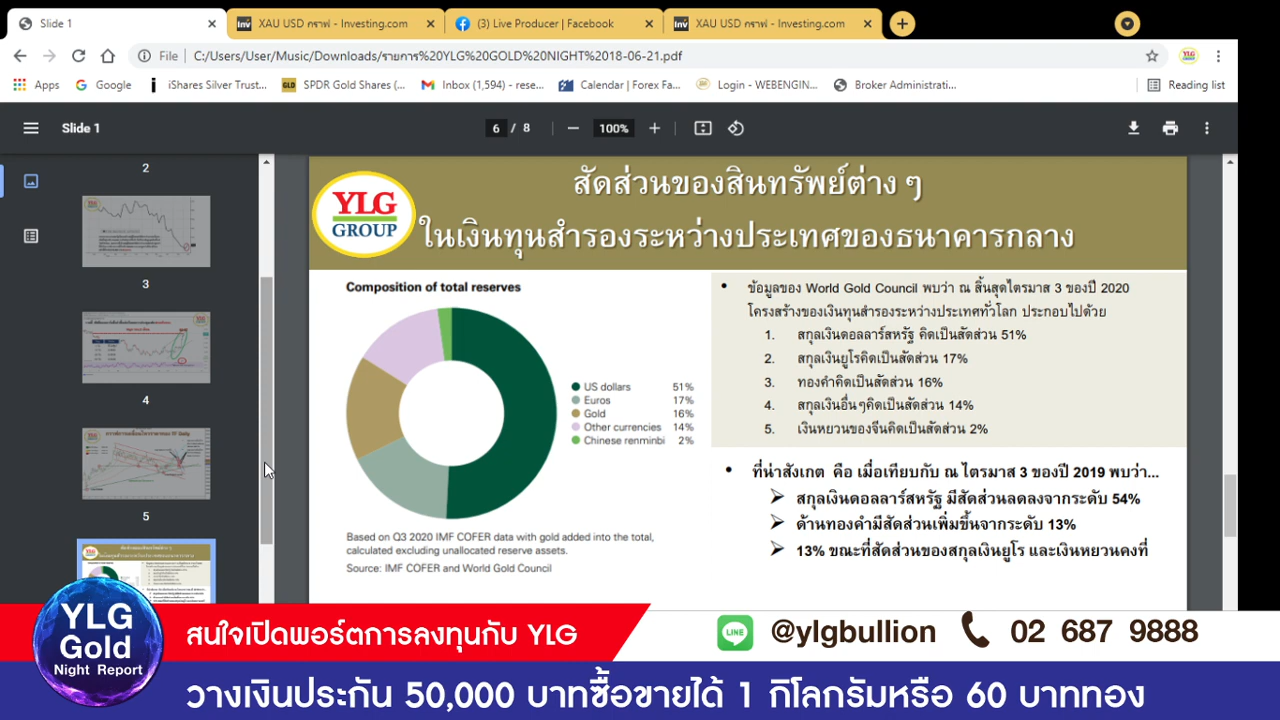 Slide 1
XAU USD กราฟ - Investing.com
(3) Live Producer | Facebook
XAU USD กราฟ - Investing.com
File
C:/Users/User/Music/Downloads/รายการ%20YLG%20GOLD%20NIGHT%2018-06-21.pdf
Apps
Google
iShares Silver Trust...
SPDR Gold Shares (...
Inbox (1,594) - rese...
Calendar | Forex Fa...
Login - WEBENGIN...
Broker Administrati...
Reading list
Slide 1
6 / 8
100%
2
3
4
5
YLG
GROUP
สัดส่วนของสินทรัพย์ต่าง ๆ
ในเงินทุนสำรองระหว่างประเทศของธนาคารกลาง
Composition of total reserves
US dollars 51%
Euros 17%
Gold 16%
Other currencies 14%
Chinese renminbi 2%
Based on Q3 2020 IMF COFER data with gold added into the total,
calculated excluding unallocated reserve assets.
Source: IMF COFER and World Gold Council
• ข้อมูลของ World Gold Council พบว่า ณ สิ้นสุดไตรมาส 3 ของปี 2020
โครงสร้างของเงินทุนสำรองระหว่างประเทศทั่วโลก ประกอบไปด้วย
1. สกุลเงินดอลลาร์สหรัฐ คิดเป็นสัดส่วน 51%
2. สกุลเงินยูโรคิดเป็นสัดส่วน 17%
3. ทองคำคิดเป็นสัดส่วน 16%
4. สกุลเงินอื่นๆคิดเป็นสัดส่วน 14%
5. เงินหยวนของจีนคิดเป็นสัดส่วน 2%
• ที่น่าสังเกต คือ เมื่อเทียบกับ ณ ไตรมาส 3 ของปี 2019 พบว่า...
➢ สกุลเงินดอลลาร์สหรัฐ มีสัดส่วนลดลงจากระดับ 54%
➢ ด้านทองคำมีสัดส่วนเพิ่มขึ้นจากระดับ 13%
➢ 13% ขณะที่สัดส่วนของสกุลเงินยูโร และเงินหยวนคงที่
YLG
Gold
Night Report
สนใจเปิดพอร์ตการลงทุนกับ YLG
LINE
@ylgbullion
02 687 9888
วางเงินประกัน 50,000 บาทซื้อขายได้ 1 กิโลกรัมหรือ 60 บาททอง